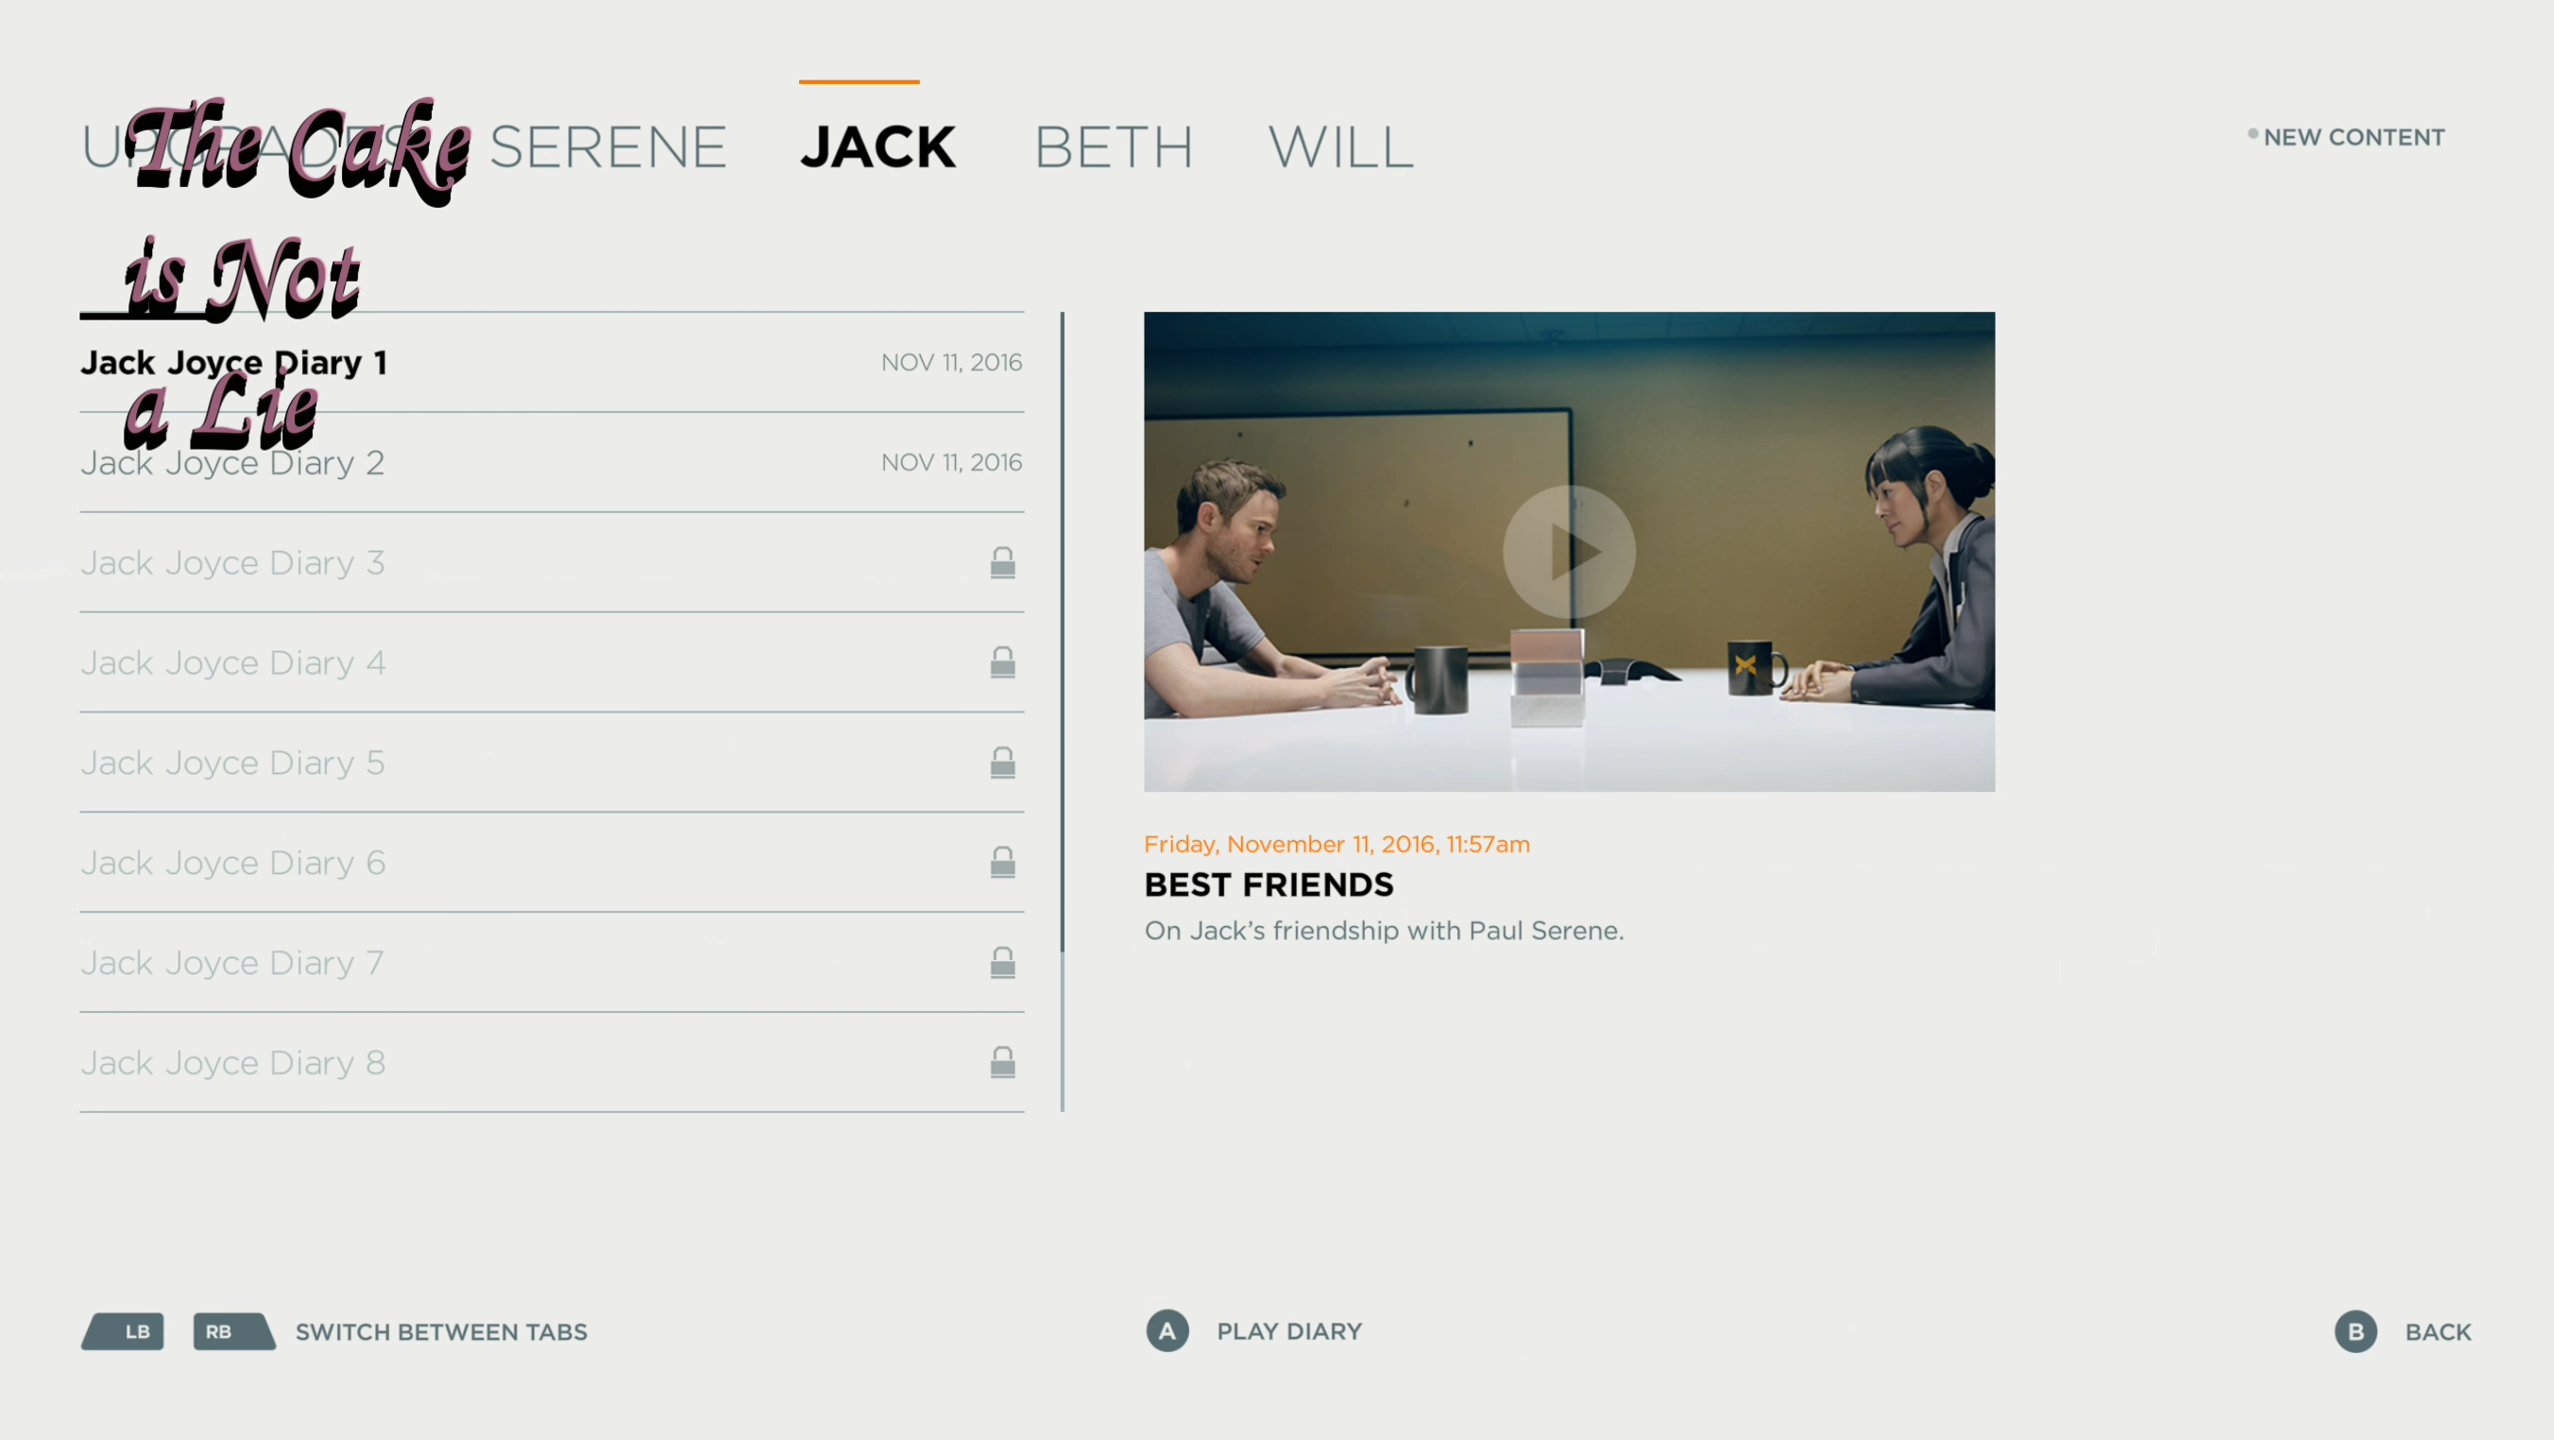 UPGRADES SERENE JACK BETH WILL
NEW CONTENT
The Cake
is Not
a Lie
Jack Joyce Diary 1 NOV 11, 2016
Jack Joyce Diary 2 NOV 11, 2016
Jack Joyce Diary 3
Jack Joyce Diary 4
Jack Joyce Diary 5
Jack Joyce Diary 6
Jack Joyce Diary 7
Jack Joyce Diary 8
Friday, November 11, 2016, 11:57am
BEST FRIENDS
On Jack’s friendship with Paul Serene.
LB RB SWITCH BETWEEN TABS
A PLAY DIARY
B BACK